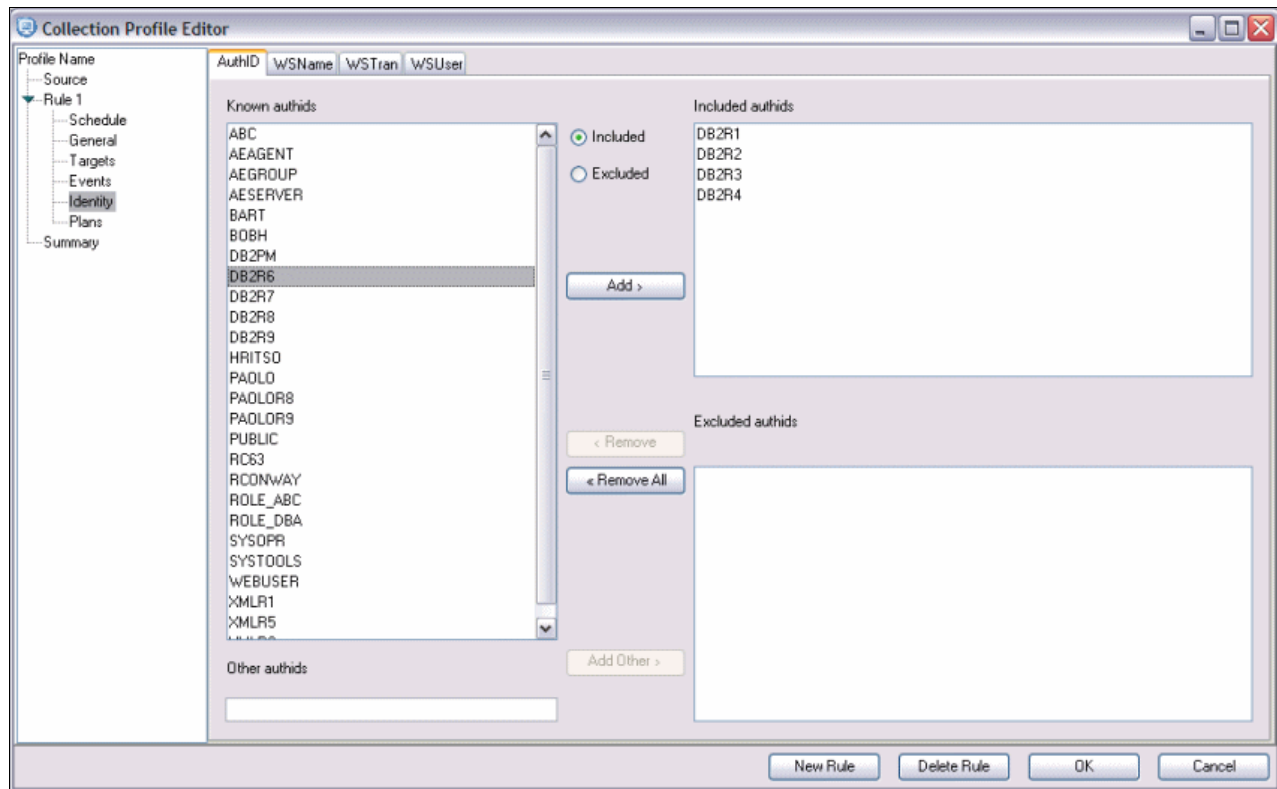 Collection Profile Editor
Profile Name
Source
Rule 1
Schedule
General
Targets
Events
Identity
Plans
Summary
AuthID WSName WSTran WSUser
Known authids
ABC
AEAGENT
AEGROUP
AESERVER
BART
BOBH
DB2PM
DB2R6
DB2R7
DB2R8
DB2R9
HRITSO
PAOLO
PAOLOR8
PAOLOR9
PUBLIC
RC63
RCONWAY
ROLE_ABC
ROLE_DBA
SYSOPR
SYSTOOLS
WEBUSER
XMLR1
XMLR5
Other authids
Included
Excluded
Add >
< Remove
« Remove All
Add Other >
Included authids
DB2R1
DB2R2
DB2R3
DB2R4
Excluded authids
New Rule Delete Rule OK Cancel